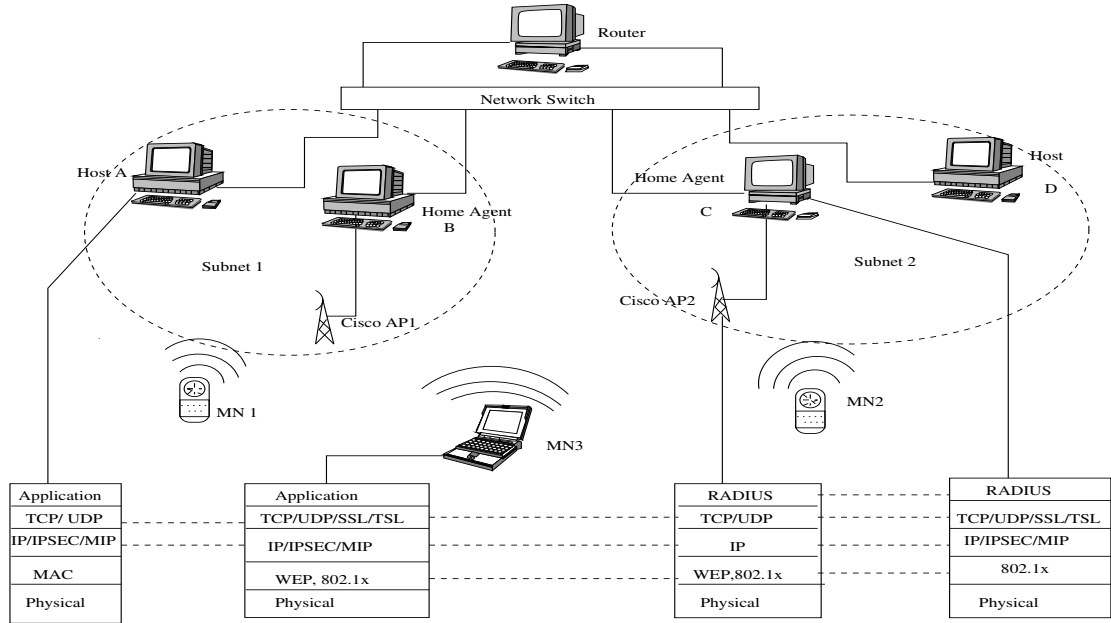 Router
Network Switch
Host A
Home Agent
B
Subnet 1
Cisco AP1
Home Agent
C
Host
D
Subnet 2
Cisco AP2
MN 1
MN3
MN2
Application
TCP/ UDP
IP/IPSEC/MIP
MAC
Physical
Application
TCP/UDP/SSL/TSL
IP/IPSEC/MIP
WEP, 802.1x
Physical
RADIUS
TCP/UDP
IP
WEP,802.1x
Physical
RADIUS
TCP/UDP/SSL/TSL
IP/IPSEC/MIP
802.1x
Physical